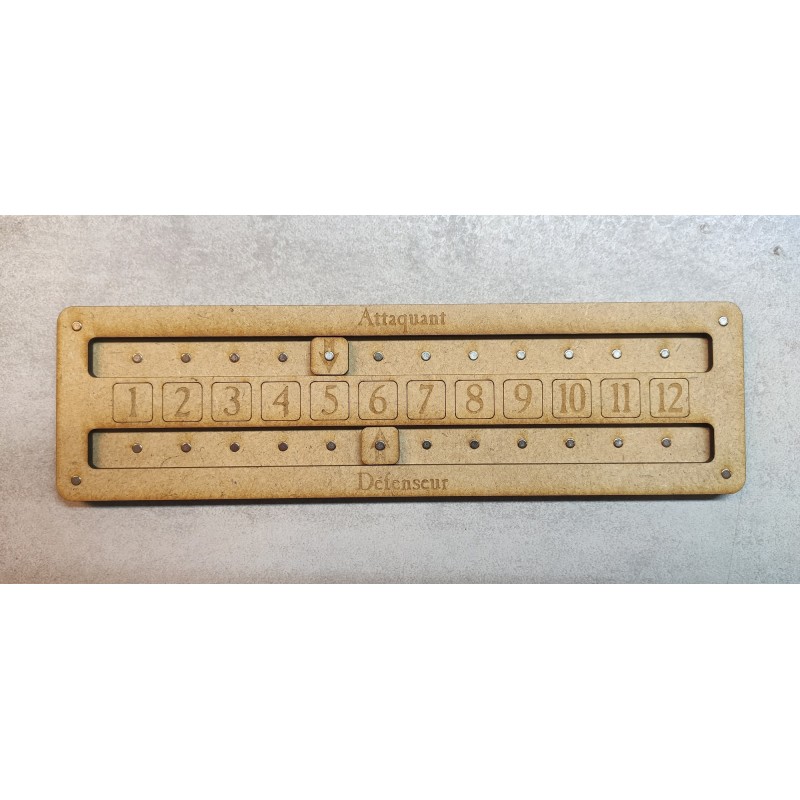 Attaquant
1 2 3 4 5 6 7 8 9 10 11 12
Défenseur